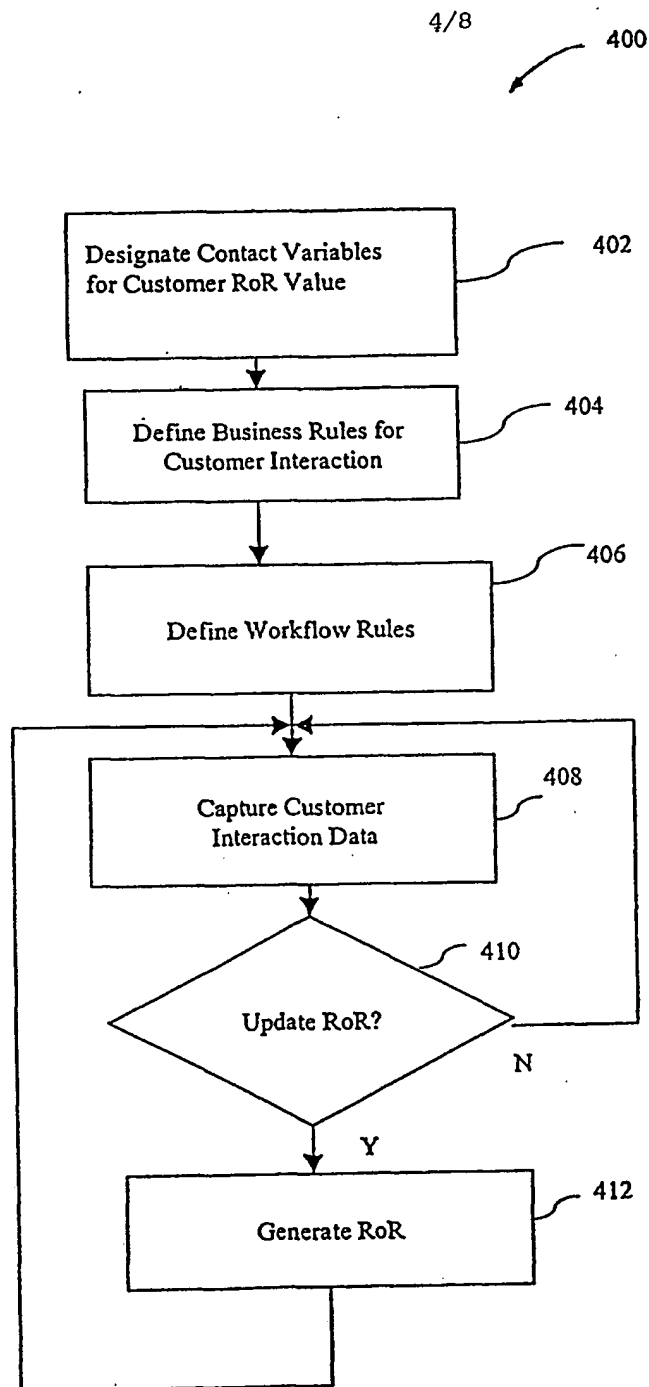 4/8
400
Designate Contact Variables
for Customer RoR Value
402
Define Business Rules for
Customer Interaction
404
406
Define Workflow Rules
Capture Customer
Interaction Data
408
410
Update RoR?
N
Y
Generate RoR
412